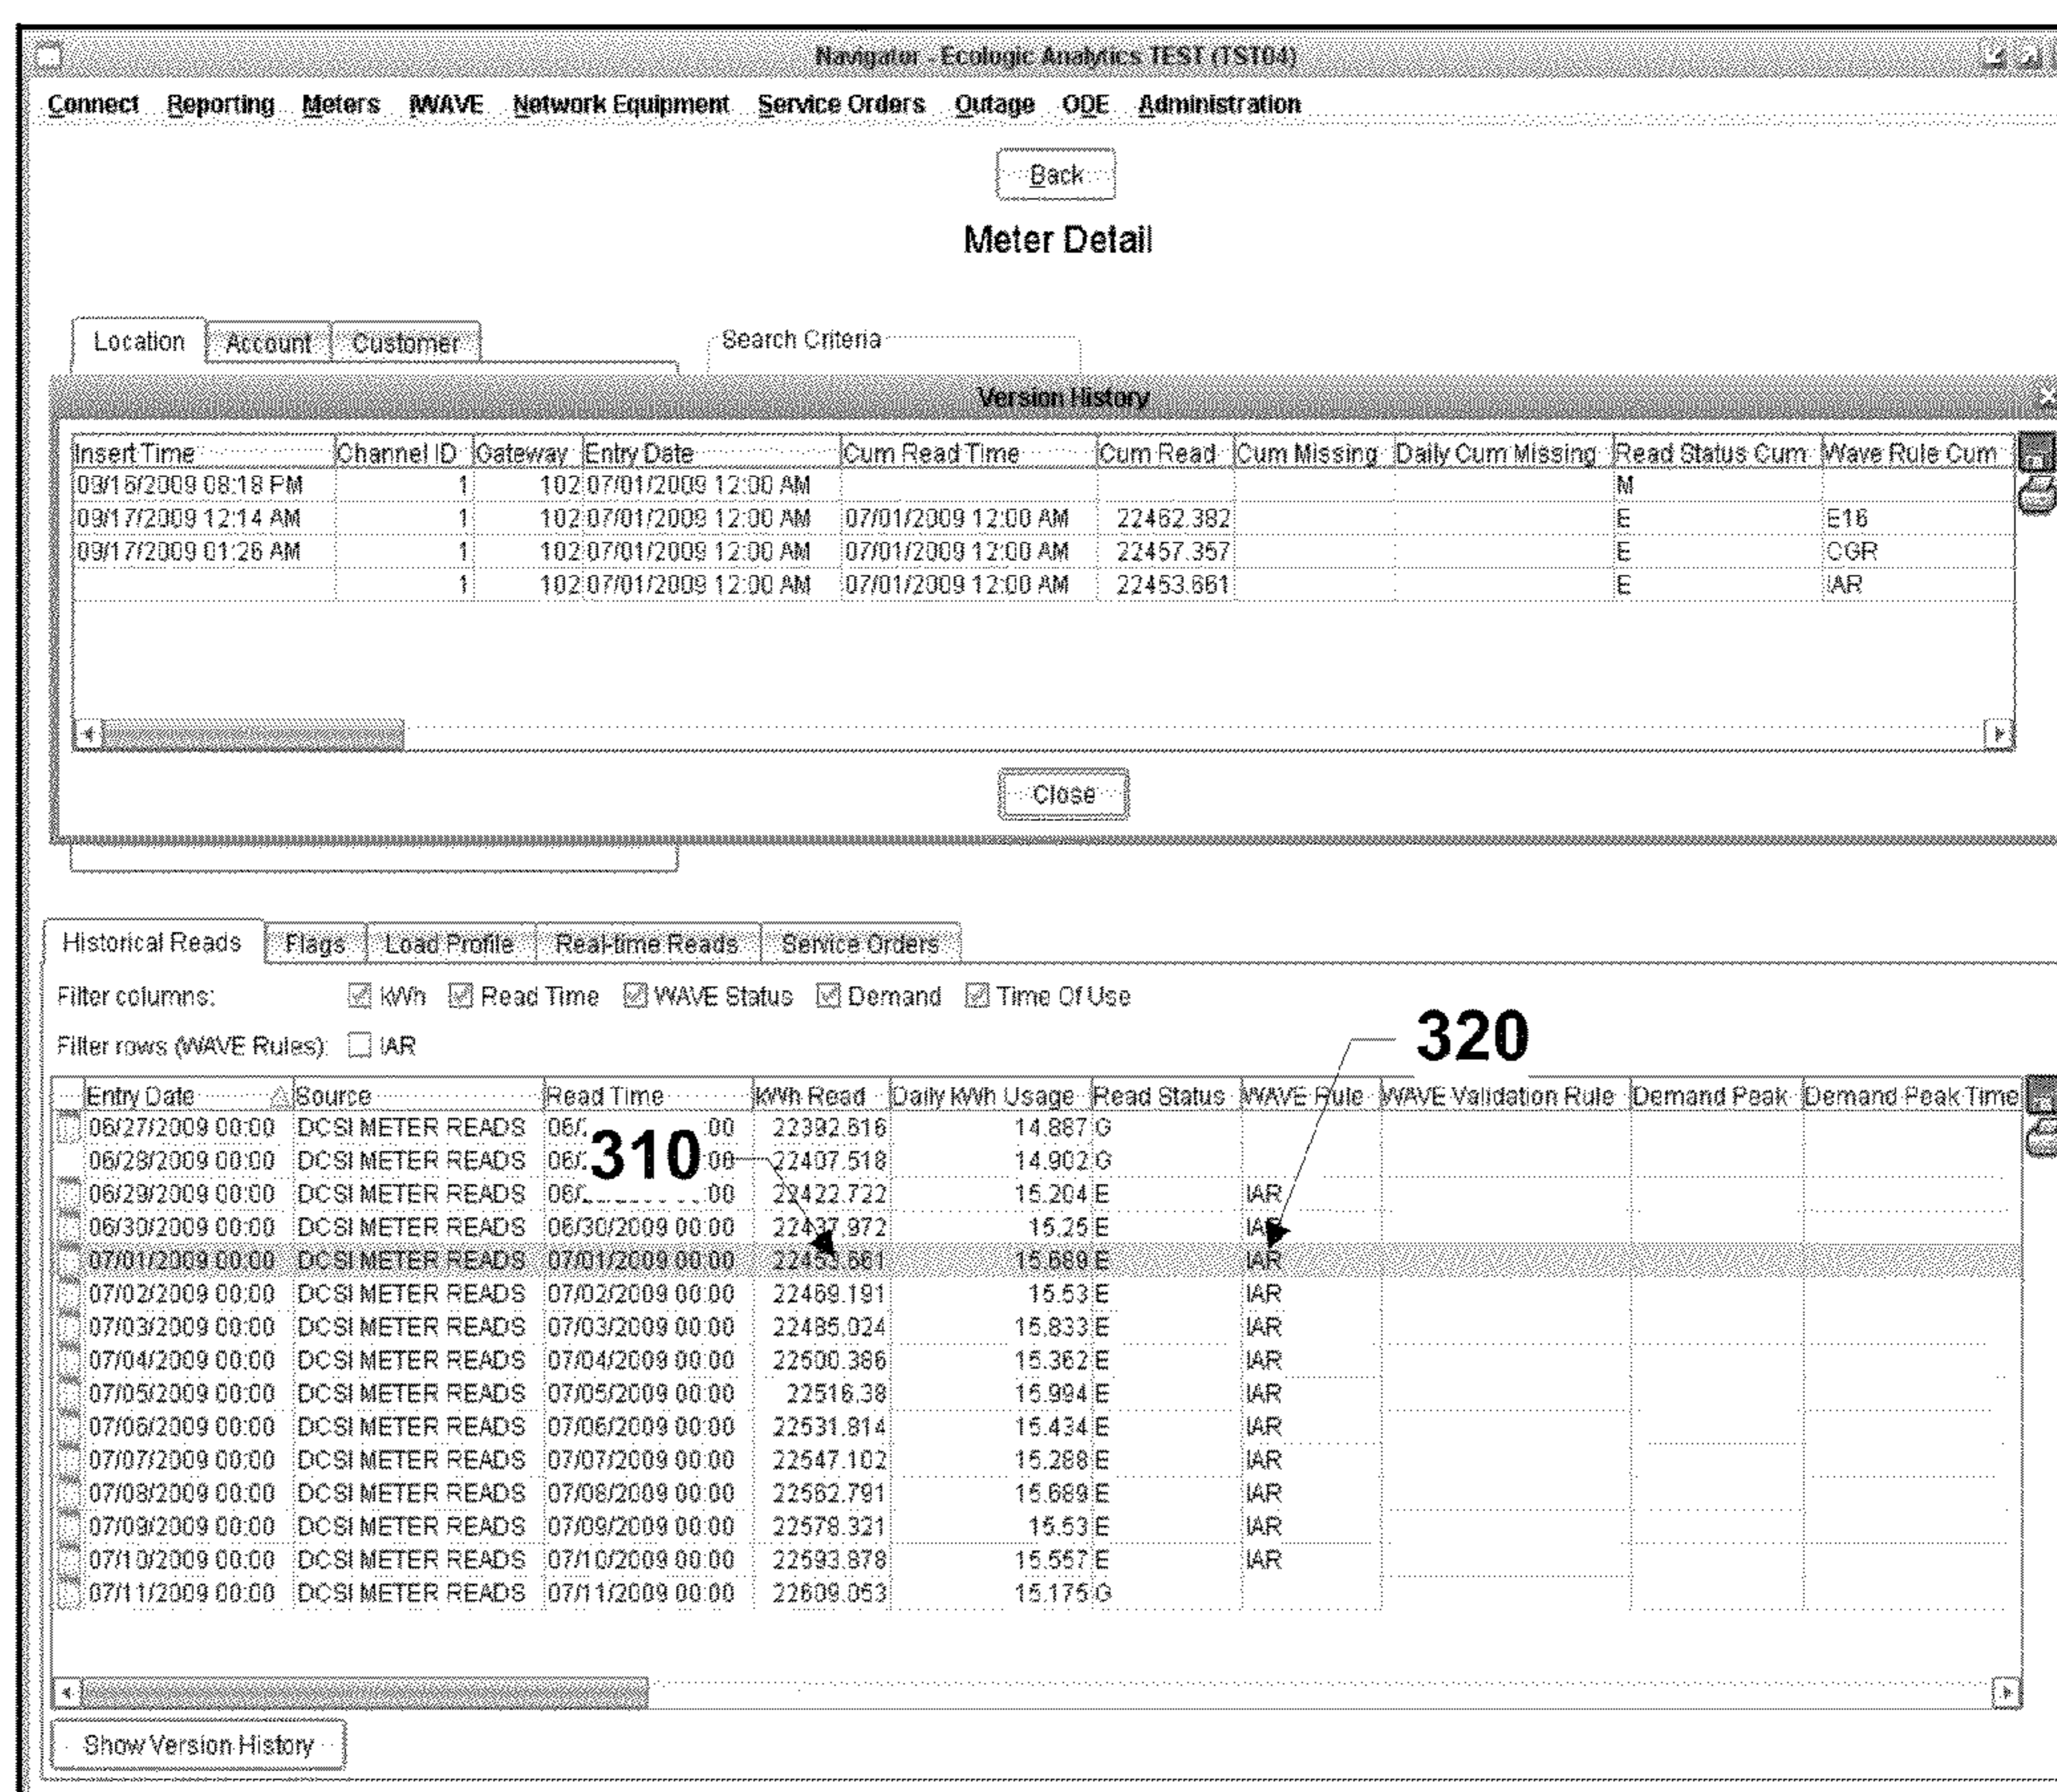 Navigator - Ecologic Analytics TEST (TST04)
Connect Reporting Meters iWAVE Network Equipment Service Orders Outage ODE Administration
Back
Meter Detail
Location Account Customer Search Criteria
Version History
Insert Time Channel ID Gateway Entry Date Cum Read Time Cum Read Cum Missing Daily Cum Missing Read Status Cum Wave Rule Cum
09/16/2009 08:18 PM 1 102 07/01/2009 12:00 AM M
09/17/2009 12:14 AM 1 102 07/01/2009 12:00 AM 07/01/2009 12:00 AM 22462.382 E E16
09/17/2009 01:26 AM 1 102 07/01/2009 12:00 AM 07/01/2009 12:00 AM 22457.357 E CGR
1 102 07/01/2009 12:00 AM 07/01/2009 12:00 AM 22453.661 E IAR
Close
Historical Reads Flags Load Profile Real-time Reads Service Orders
Filter columns: kWh Read Time WAVE Status Demand Time Of Use
320
Filter rows (WAVE Rules): IAR
Entry Date Source Read Time kWh Read Daily kWh Usage Read Status WAVE Rule WAVE Validation Rule Demand Peak Demand Peak Time
06/27/2009 00:00 DCSI METER READS 06/ :00 22392.616 14.887 G
310
06/28/2009 00:00 DCSI METER READS 06/ :00 22407.518 14.902 G
06/29/2009 00:00 DCSI METER READS 06/ :00 22422.722 15.204 E IAR
06/30/2009 00:00 DCSI METER READS 06/30/2009 00:00 22437.972 15.25 E IAR
07/01/2009 00:00 DCSI METER READS 07/01/2009 00:00 22453.661 15.689 E IAR
07/02/2009 00:00 DCSI METER READS 07/02/2009 00:00 22469.191 15.53 E IAR
07/03/2009 00:00 DCSI METER READS 07/03/2009 00:00 22485.024 15.833 E IAR
07/04/2009 00:00 DCSI METER READS 07/04/2009 00:00 22500.386 15.362 E IAR
07/05/2009 00:00 DCSI METER READS 07/05/2009 00:00 22516.38 15.994 E IAR
07/06/2009 00:00 DCSI METER READS 07/06/2009 00:00 22531.814 15.434 E IAR
07/07/2009 00:00 DCSI METER READS 07/07/2009 00:00 22547.102 15.288 E IAR
07/08/2009 00:00 DCSI METER READS 07/08/2009 00:00 22562.791 15.689 E IAR
07/09/2009 00:00 DCSI METER READS 07/09/2009 00:00 22578.321 15.53 E IAR
07/10/2009 00:00 DCSI METER READS 07/10/2009 00:00 22593.878 15.557 E IAR
07/11/2009 00:00 DCSI METER READS 07/11/2009 00:00 22609.053 15.175 G
Show Version History